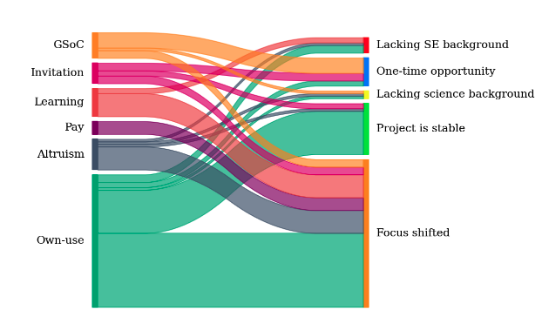 GSoC
Invitation
Learning
Pay
Altruism
Own-use
Lacking SE background
One-time opportunity
Lacking science background
Project is stable
Focus shifted